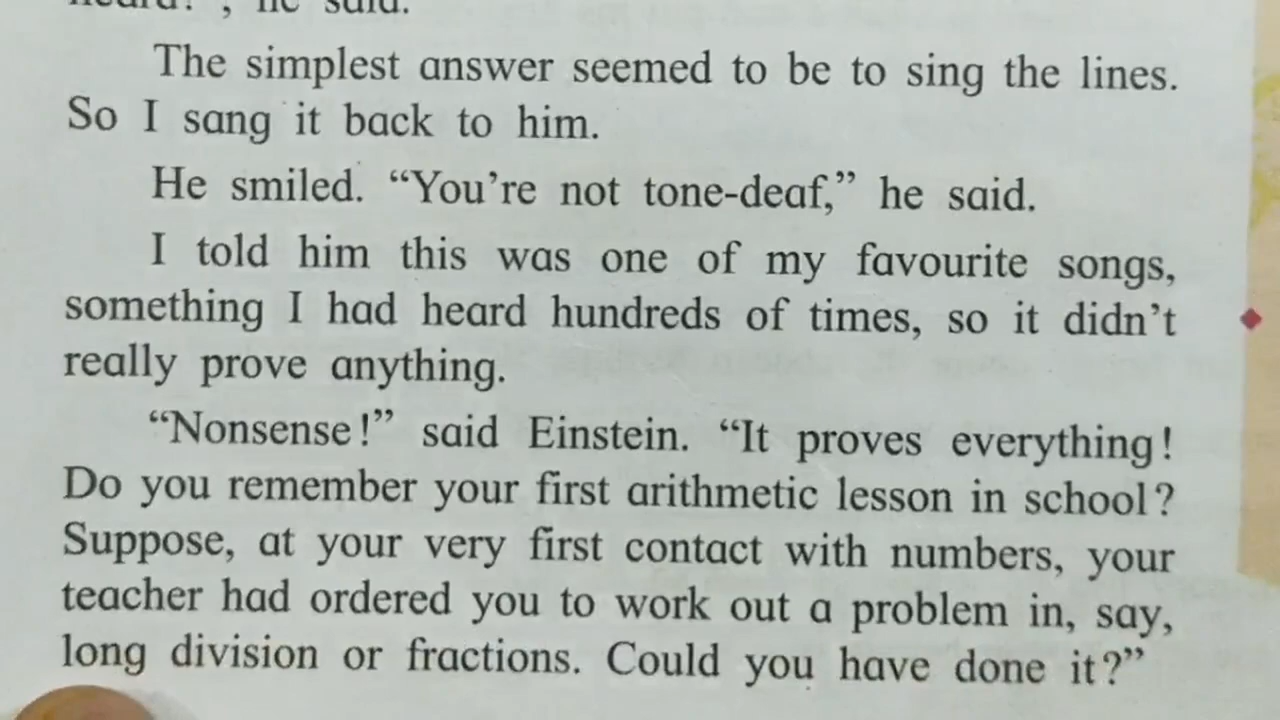 he said.
The simplest answer seemed to be to sing the lines.
So I sang it back to him.
He smiled. “You’re not tone-deaf,” he said.
I told him this was one of my favourite songs,
something I had heard hundreds of times, so it didn’t
really prove anything.
“Nonsense!” said Einstein. “It proves everything!
Do you remember your first arithmetic lesson in school?
Suppose, at your very first contact with numbers, your
teacher had ordered you to work out a problem in, say,
long division or fractions. Could you have done it?”